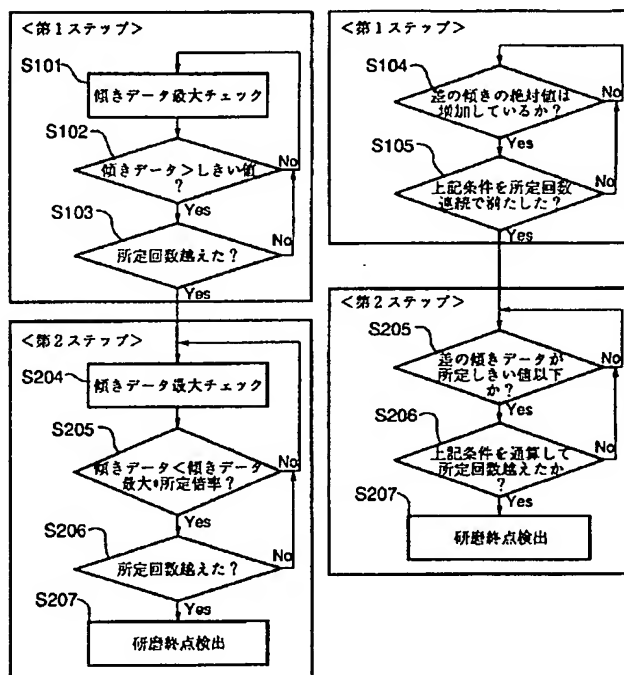 <第1ステップ>
S101
傾きデータ最大チェック
S102
傾きデータ>しきい値
?
No
Yes
S103
所定回数越えた?
No
Yes
<第2ステップ>
S204
傾きデータ最大チェック
S205
傾きデータ<傾きデータ
最大*所定倍率?
No
Yes
S206
所定回数越えた?
No
Yes
S207
研磨終点検出
<第1ステップ>
S104
差の傾きの絶対値は
増加しているか?
No
Yes
S105
上記条件を所定回数
連続で満たした?
No
Yes
<第2ステップ>
S205
差の傾きデータが
所定しきい値以下
か?
No
Yes
S206
上記条件を通算して
所定回数越えたか
?
No
Yes
S207
研磨終点検出